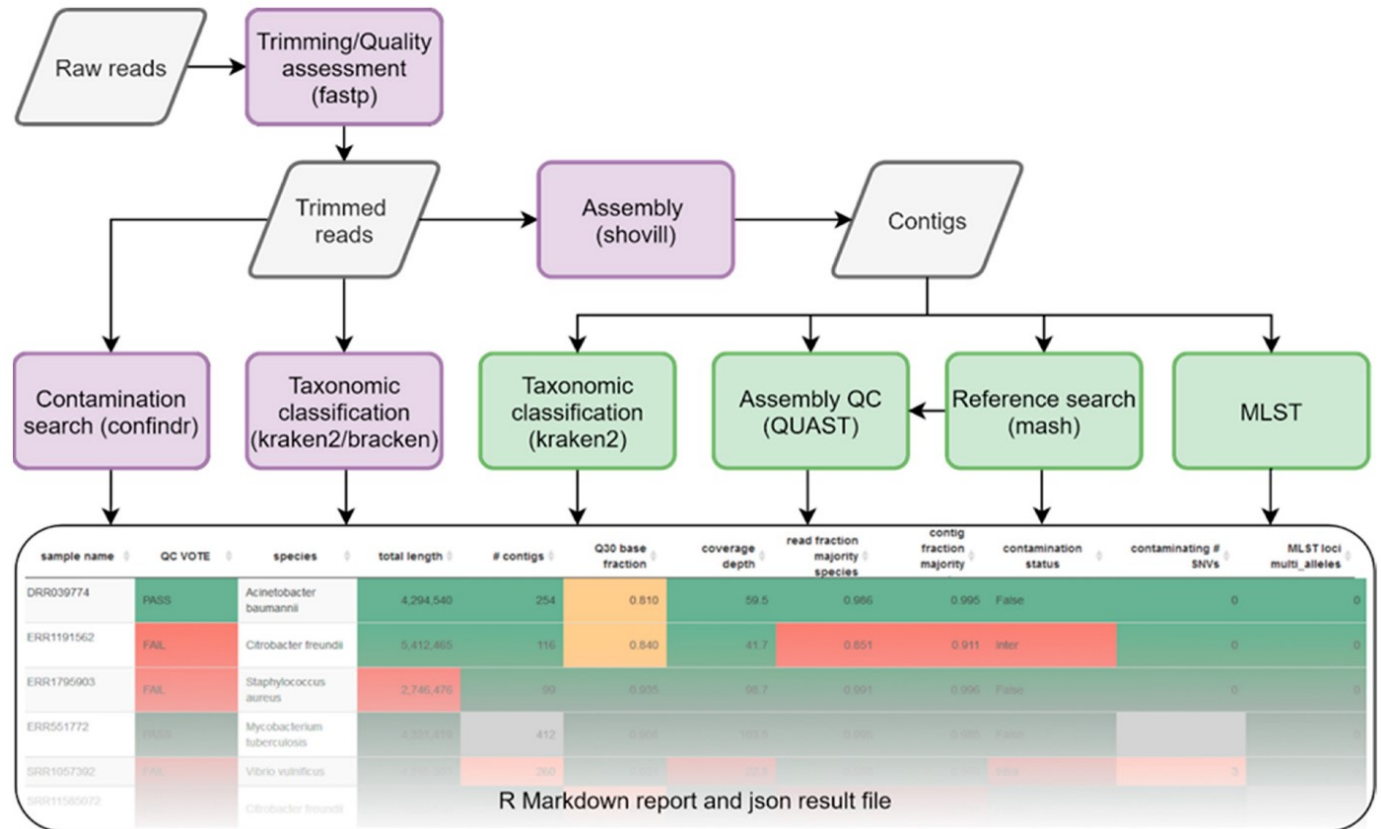 Raw reads
Trimming/Quality
assessment
(fastp)
Trimmed
reads
Assembly
(shovill)
Contigs
Contamination
search (confindr)
Taxonomic
classification
(kraken2/bracken)
Taxonomic
classification
(kraken2)
Assembly QC
(QUAST)
Reference search
(mash)
MLST
sample name
QC VOTE
species
total length
# contigs
Q30 base
fraction
coverage
depth
read fraction
majority
species
contig
fraction
majority
contamination
status
contaminating #
SNVs
MLST loci
multi_alleles
DRR039774
PASS
Acinetobacter
baumannii
4,294,540
254
0.810
59.5
0.986
0.995
False
0
0
ERR1191562
FAIL
Citrobacter freundii
5,412,465
116
0.840
41.7
0.851
0.911
inter
0
0
ERR1795903
FAIL
Staphylococcus
aureus
2,746,476
99
0.935
98.7
0.991
0.996
False
0
0
ERR551772
PASS
Mycobacterium
tuberculosis
412
False
0
SRR1057392
FAIL
Vibrio vulnificus
260
3
SRR11565072
Citrobacter freundii
R Markdown report and json result file